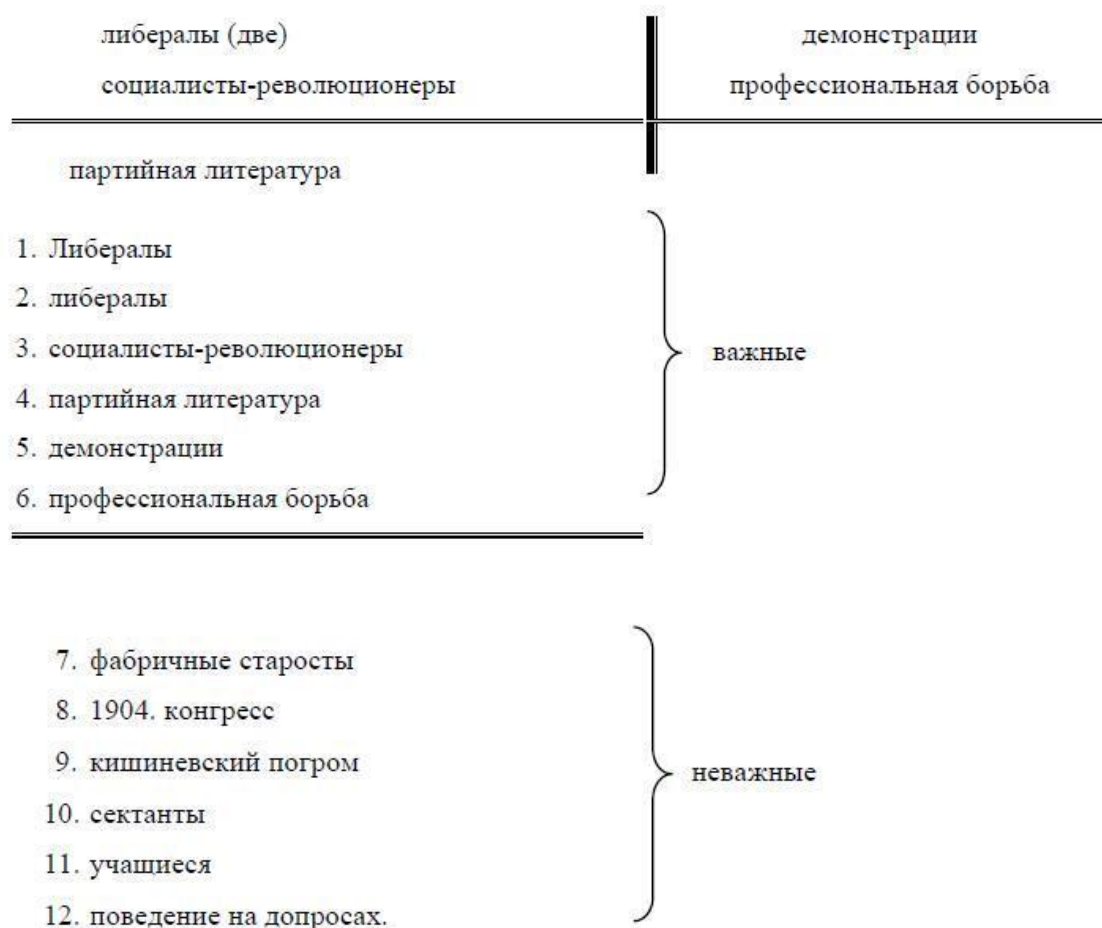 либералы (две)
социалисты-революционеры
демонстрации
профессиональная борьба
партийная литература
1. Либералы
2. либералы
3. социалисты-революционеры
4. партийная литература
5. демонстрации
6. профессиональная борьба
важные
7. фабричные старосты
8. 1904. конгресс
9. кишиневский погром
10. сектанты
11. учащиеся
12. поведение на допросах.
неважные